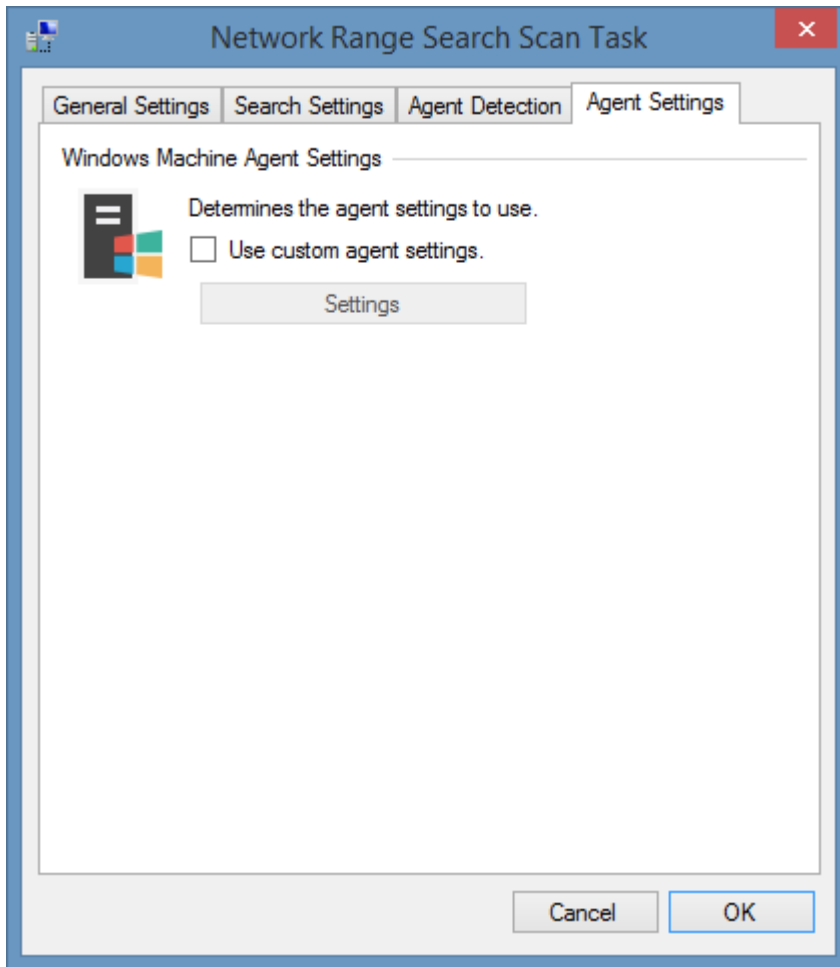 Network Range Search Scan Task
General Settings Search Settings Agent Detection Agent Settings
Windows Machine Agent Settings
Determines the agent settings to use.
Use custom agent settings.
Settings
Cancel OK